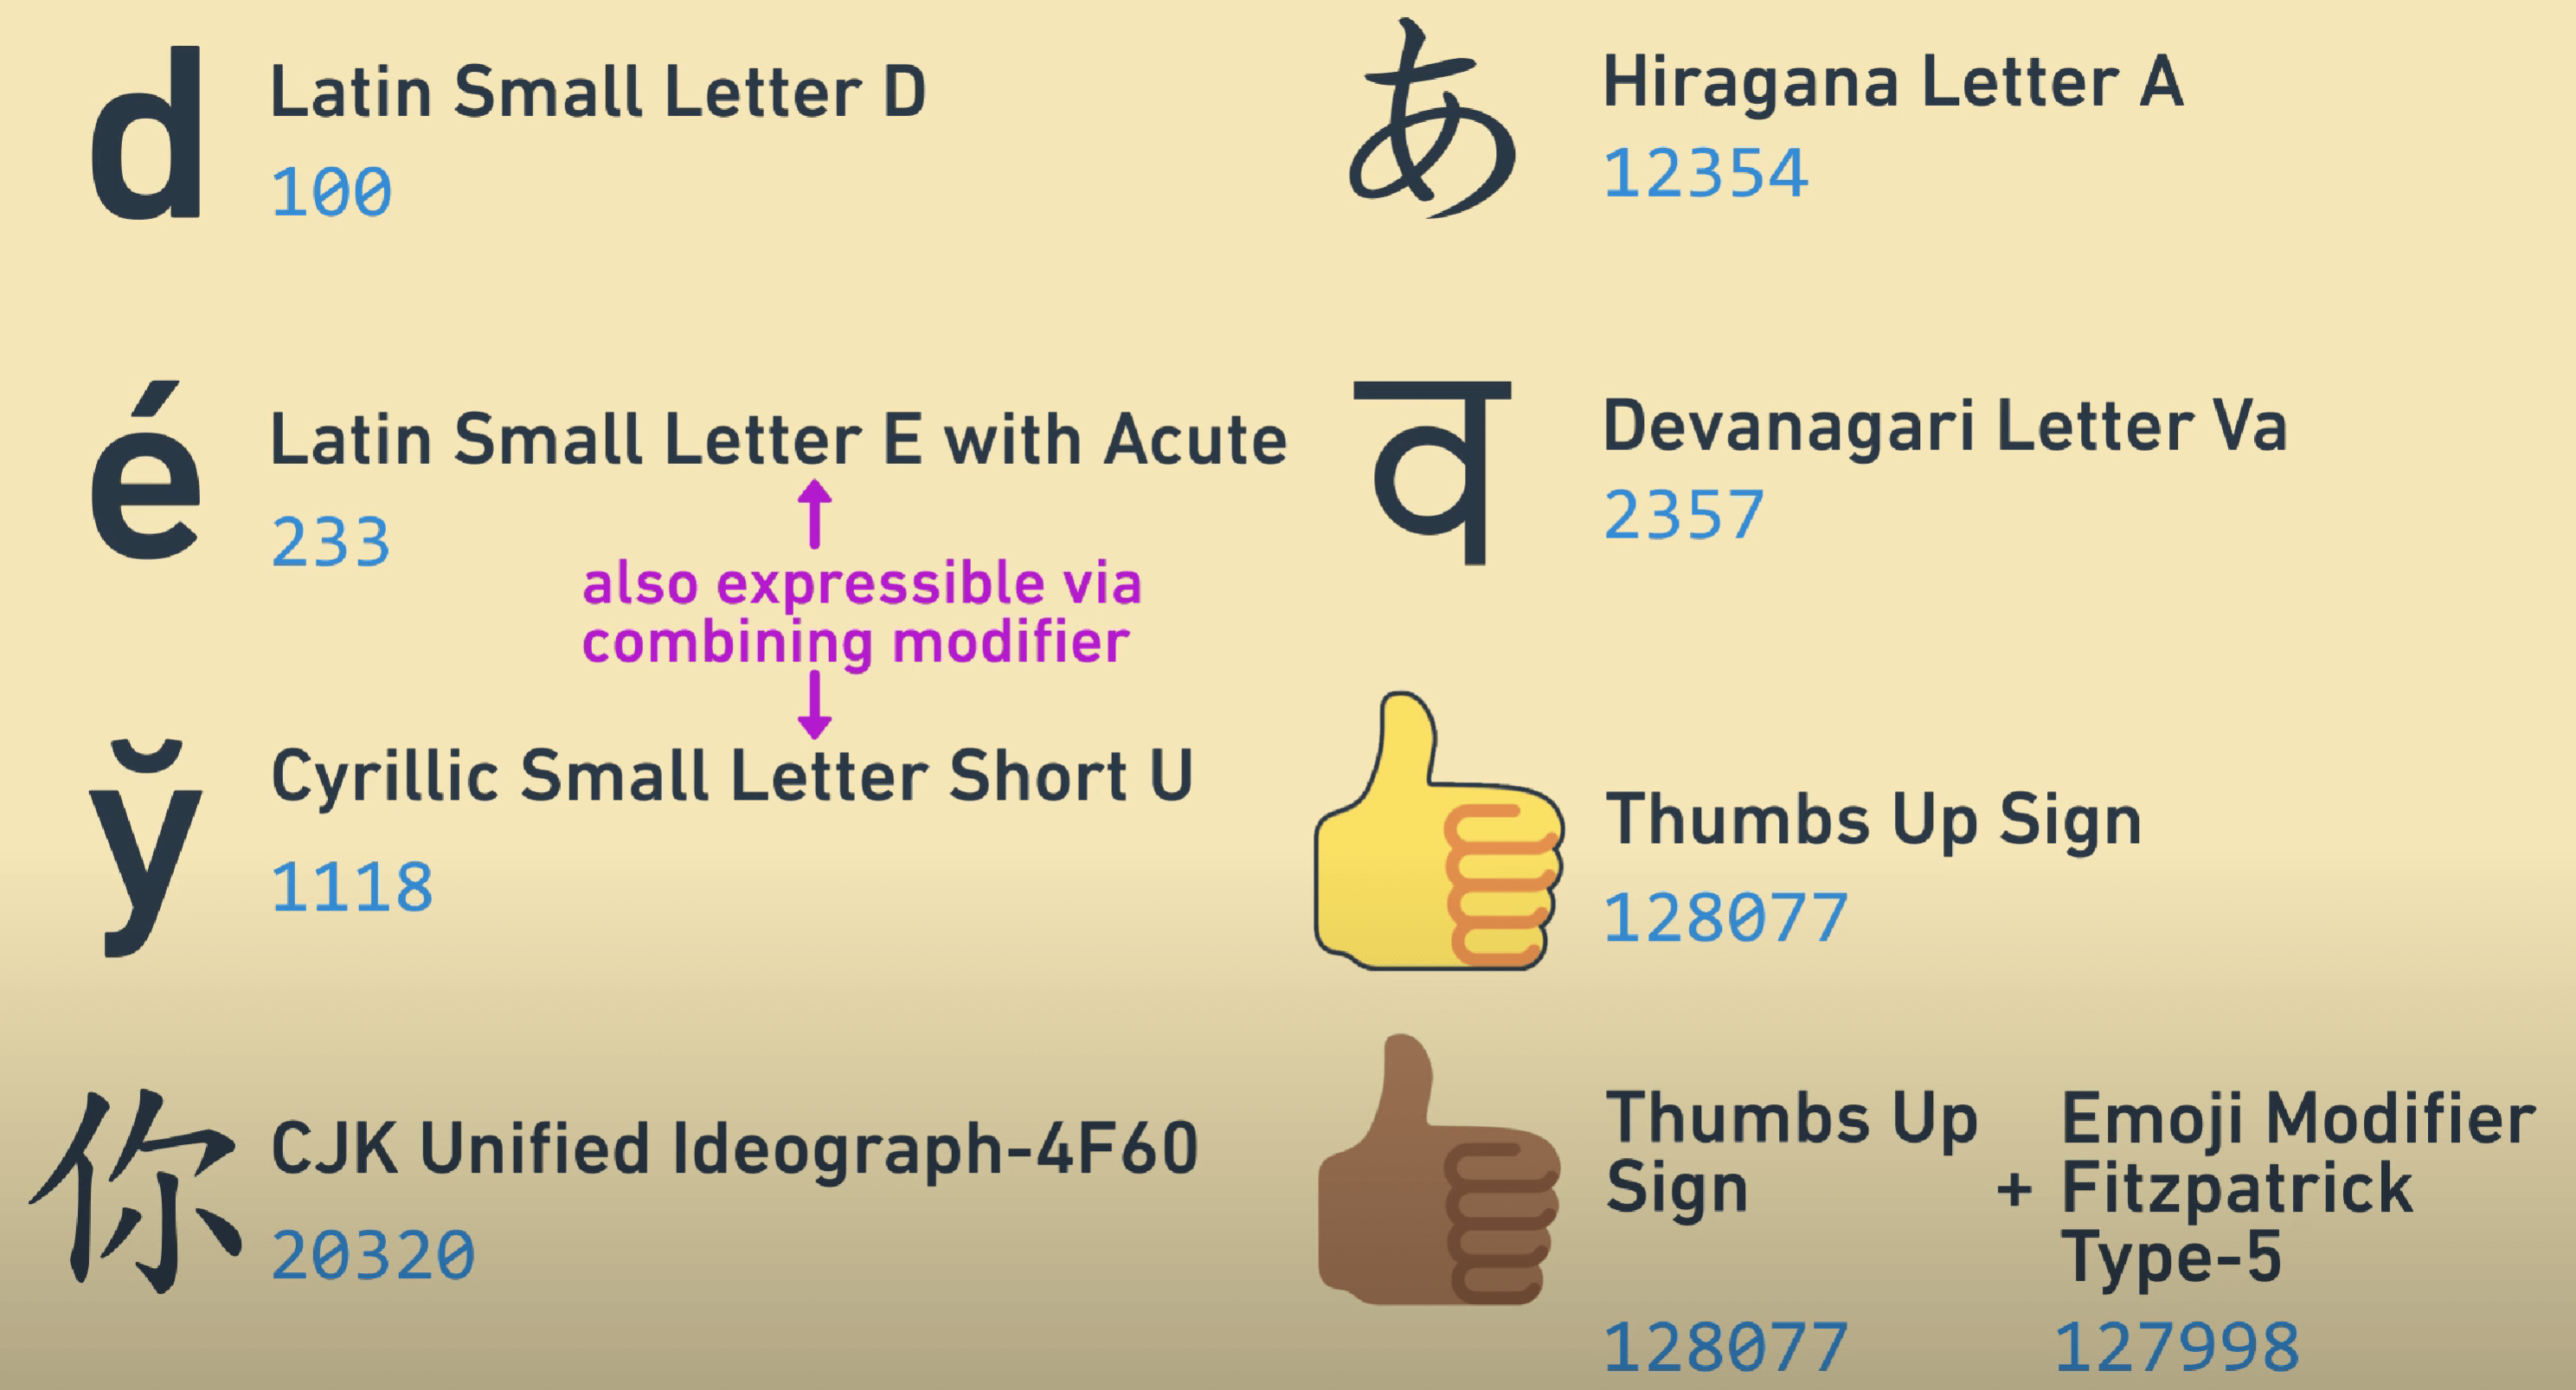 d
Latin Small Letter D
100
é
Latin Small Letter E with Acute
233
also expressible via
combining modifier
ў
Cyrillic Small Letter Short U
1118
你
CJK Unified Ideograph-4F60
20320
あ
Hiragana Letter A
12354
व
Devanagari Letter Va
2357
👍
Thumbs Up Sign
128077
👍🏾
Thumbs Up
Sign
+
Emoji Modifier
Fitzpatrick
Type-5
128077
127998